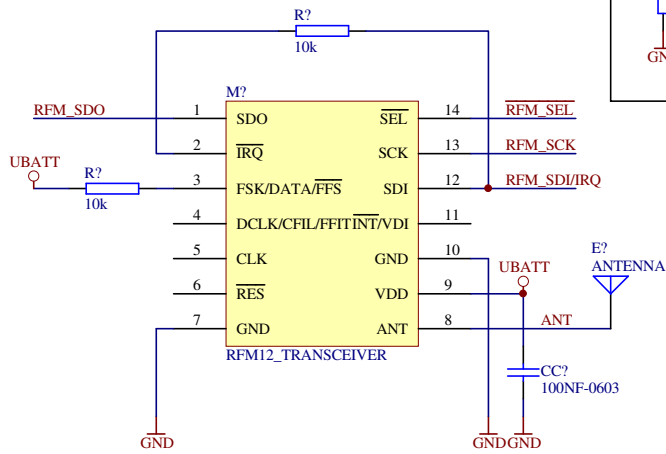 R?
10k
GN
M?
RFM_SDO 1 SDO SEL 14 RFM_SEL
2 IRQ SCK 13 RFM_SCK
UBATT
R?
10k
3 FSK/DATA/FFS SDI 12 RFM_SDI/IRQ
4 DCLK/CFIL/FFIT INT/VDI 11
5 CLK GND 10
E?
ANTENNA
UBATT
6 RES VDD 9
7 GND ANT 8 ANT
RFM12_TRANSCEIVER
CC?
100NF-0603
GND GND GND